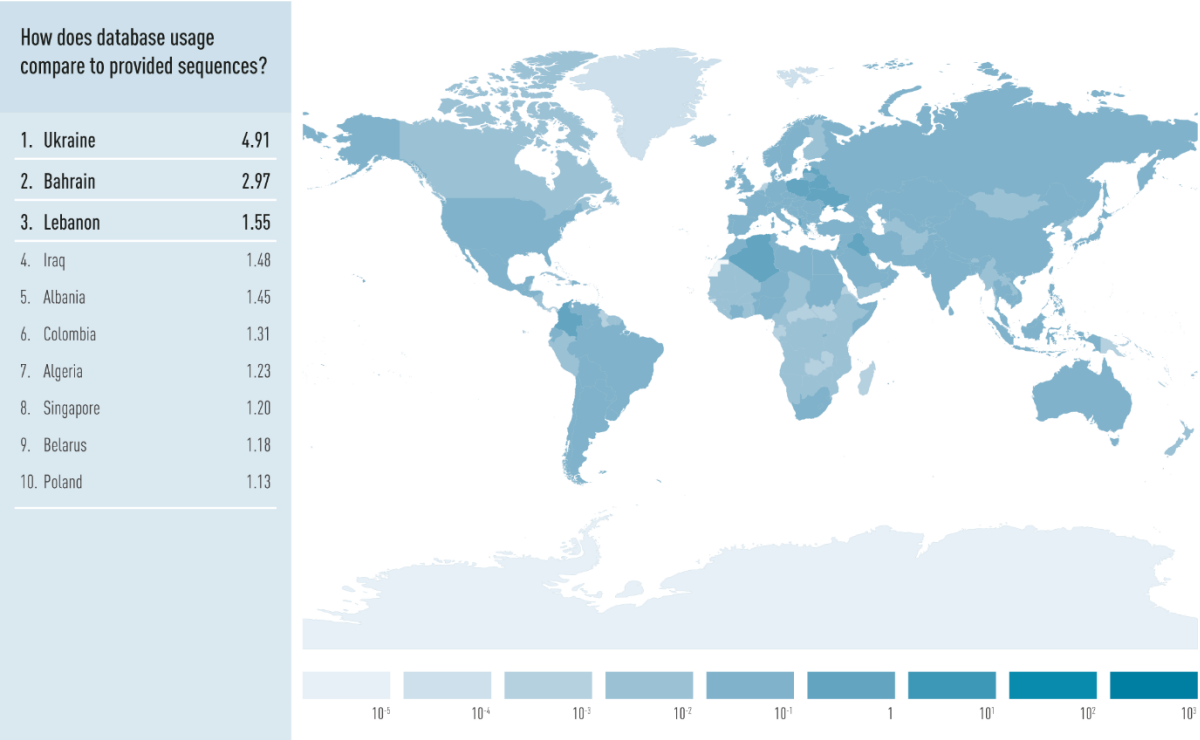 How does database usage
compare to provided sequences?
1. Ukraine 4.91
2. Bahrain 2.97
3. Lebanon 1.55
4. Iraq 1.48
5. Albania 1.45
6. Colombia 1.31
7. Algeria 1.23
8. Singapore 1.20
9. Belarus 1.18
10. Poland 1.13
10⁻⁵ 10⁻⁴ 10⁻³ 10⁻² 10⁻¹ 1 10¹ 10² 10³